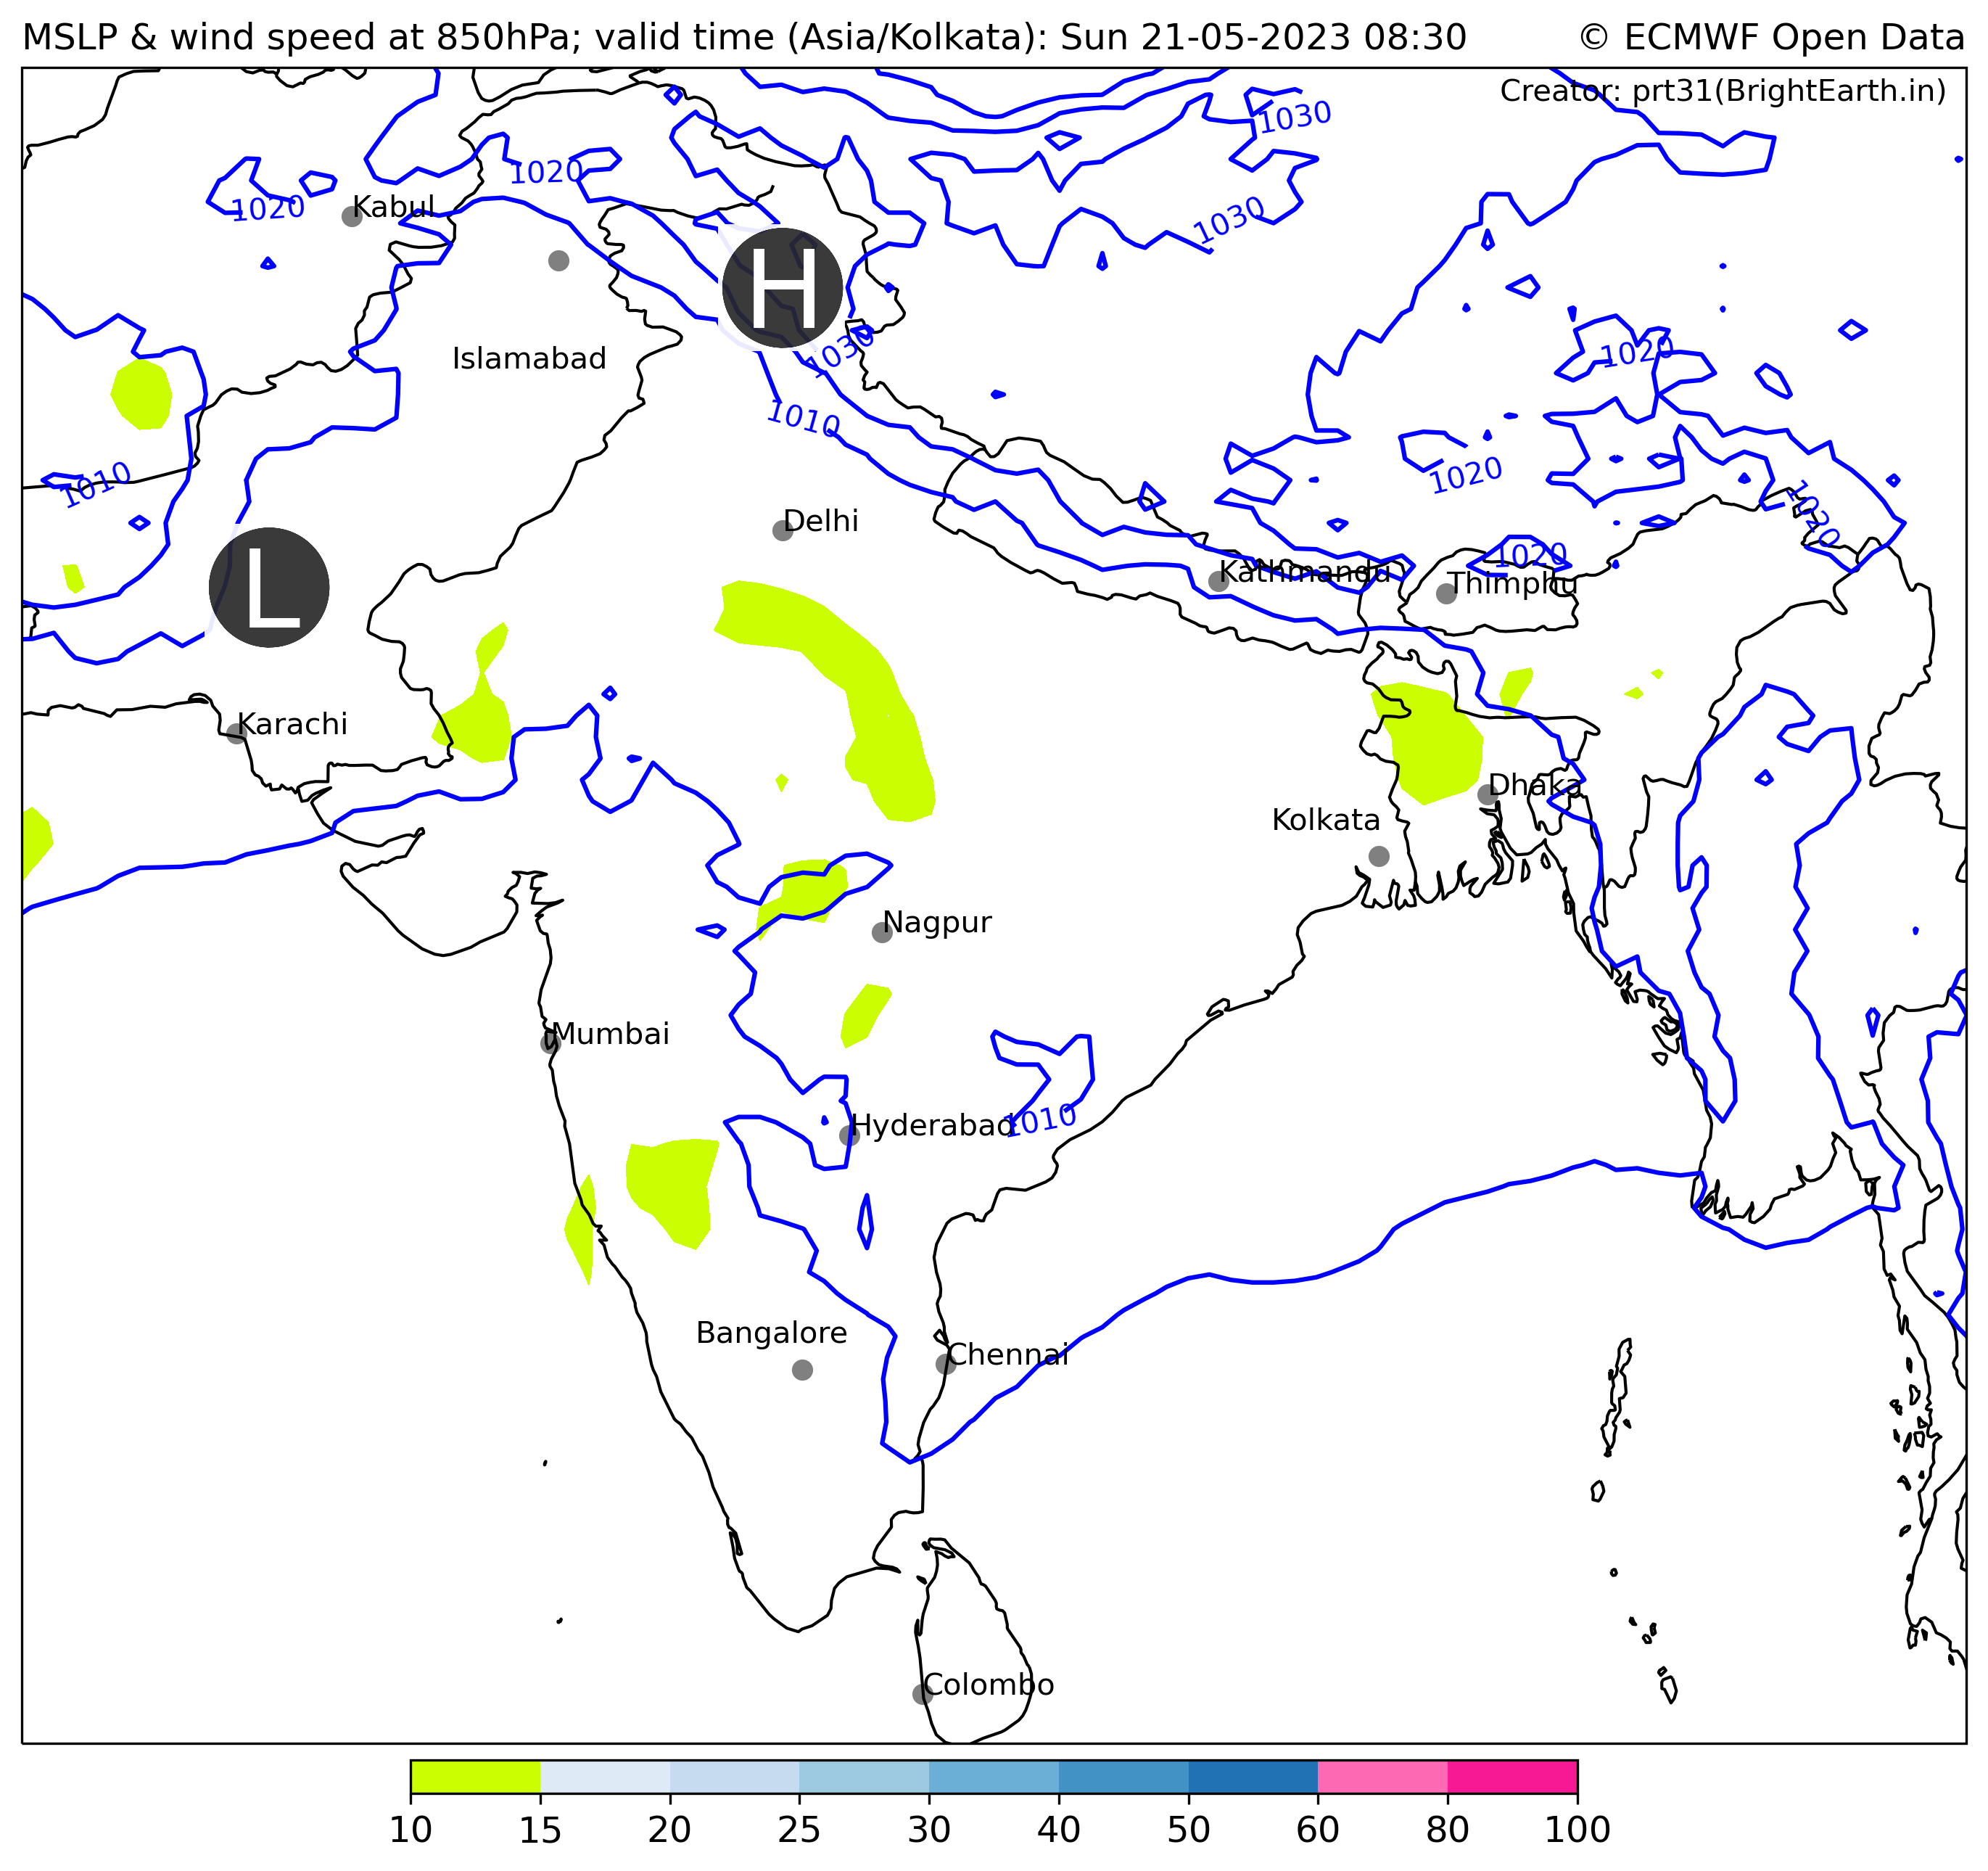 MSLP & wind speed at 850hPa; valid time (Asia/Kolkata): Sun 21-05-2023 08:30 © ECMWF Open Data
Creator: prt31(BrightEarth.in)
1030
1020
1020
Kabul
1030
H
1030
1020
Islamabad
1010
1010
1020
1020
Delhi
1020
Kathmandu
Thimphu
L
Karachi
Dhaka
Kolkata
Nagpur
Mumbai
Hyderabad
1010
Bangalore
Chennai
Colombo
10 15 20 25 30 40 50 60 80 100